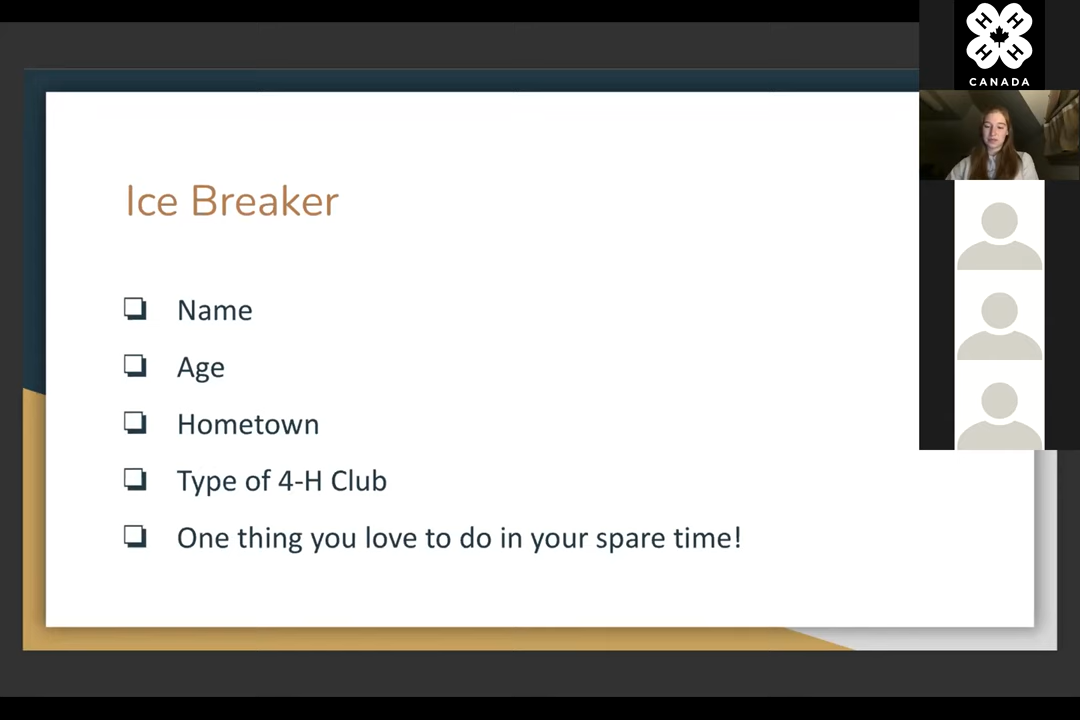 H H
H H
CANADA
Ice Breaker
Name
Age
Hometown
Type of 4-H Club
One thing you love to do in your spare time!